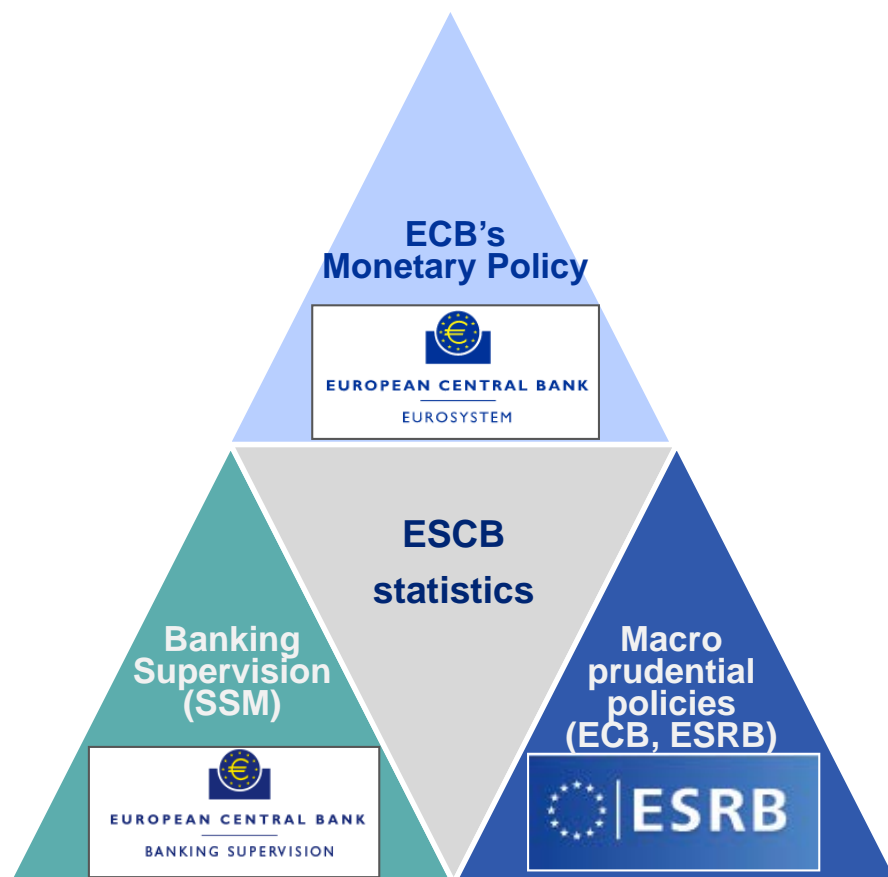 ECB’s
Monetary Policy
€
EUROPEAN CENTRAL BANK
EUROSYSTEM
ESCB
statistics
Banking
Supervision
(SSM)
€
EUROPEAN CENTRAL BANK
BANKING SUPERVISION
Macro
prudential
policies
(ECB, ESRB)
ESRB